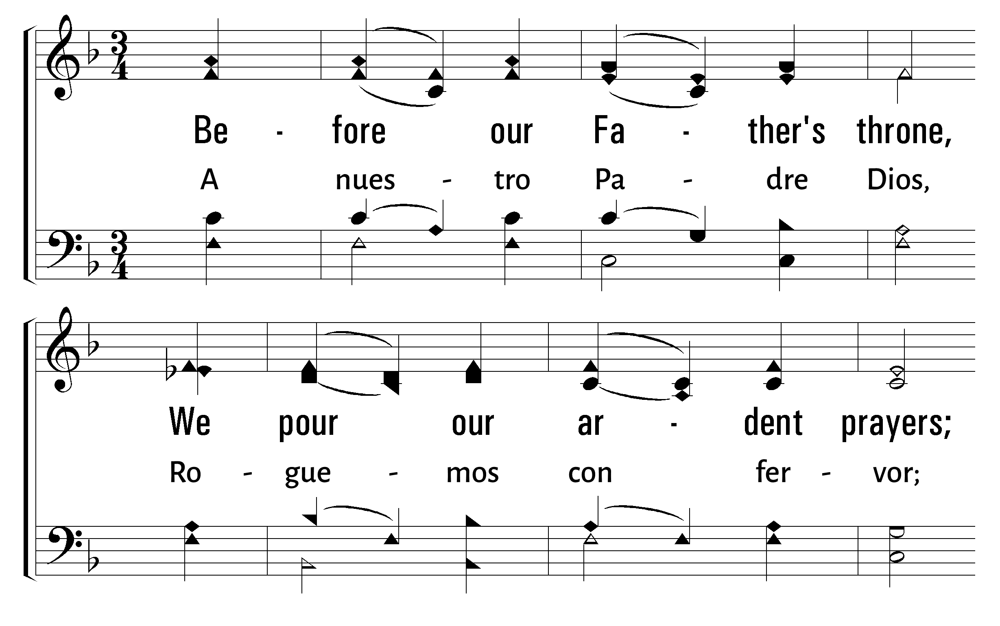 Be - fore our Fa - ther's throne,
A nues - tro Pa - dre Dios,
We pour our ar - dent prayers;
Ro - gue - mos con fer - vor;